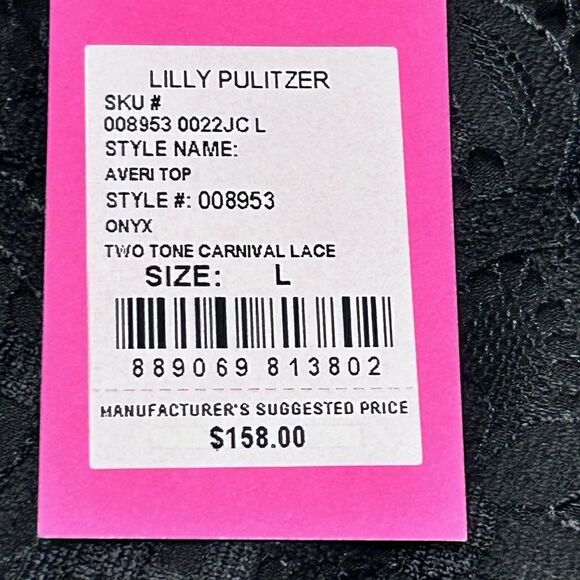 LILLY PULITZER
SKU #
008953 0022JC L
STYLE NAME:
AVERI TOP
STYLE #: 008953
ONYX
TWO TONE CARNIVAL LACE
SIZE: L
889069 813802
MANUFACTURER'S SUGGESTED PRICE
$158.00